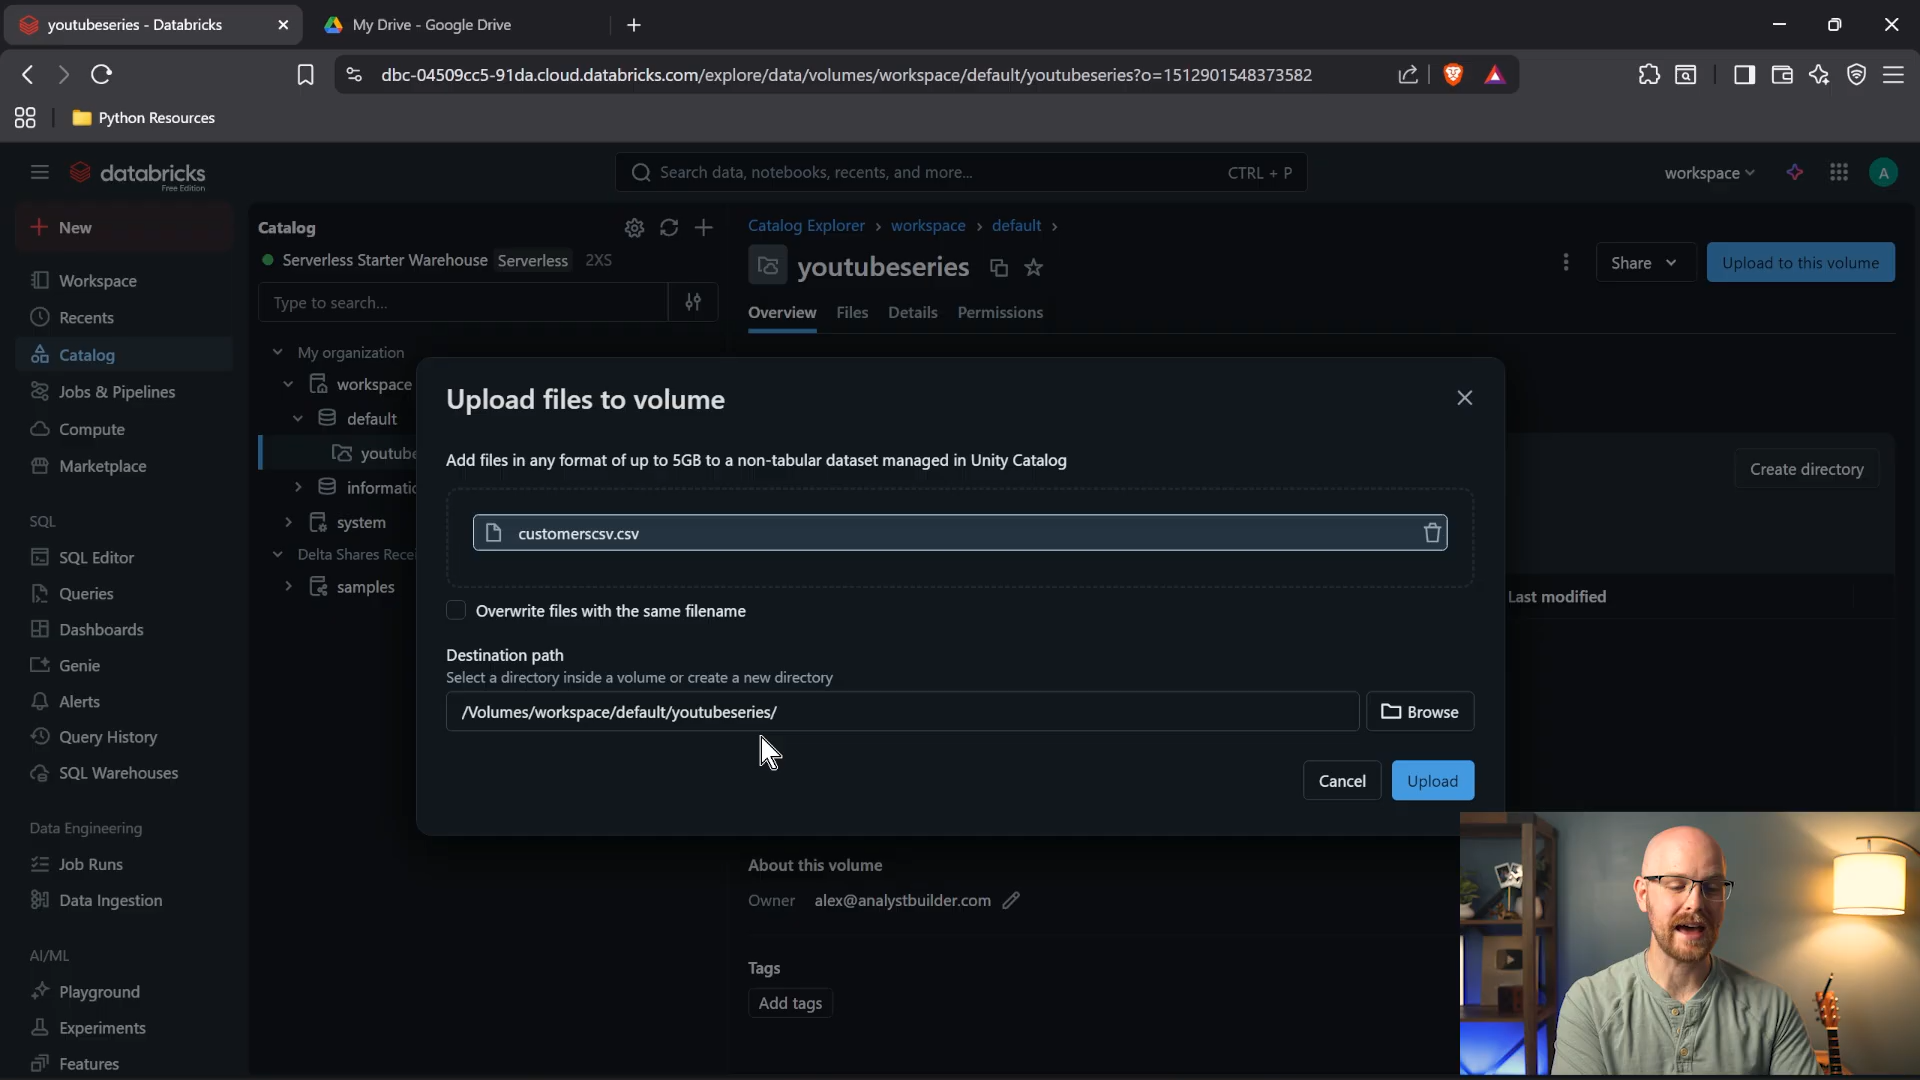 youtubeseries - Databricks
My Drive - Google Drive
dbc-04509cc5-91da.cloud.databricks.com/explore/data/volumes/workspace/default/youtubeseries?o=1512901548373582
Python Resources
databricks
Free Edition
Search data, notebooks, recents, and more...
CTRL + P
workspace
A
New
Workspace
Recents
Catalog
Jobs & Pipelines
Compute
Marketplace
SQL
SQL Editor
Queries
Dashboards
Genie
Alerts
Query History
SQL Warehouses
Data Engineering
Job Runs
Data Ingestion
AI/ML
Playground
Experiments
Features
Catalog
Serverless Starter Warehouse Serverless 2XS
Type to search...
My organization
workspace
default
youtube
informatic
system
Delta Shares Rece
samples
Catalog Explorer > workspace > default >
youtubeseries
Share
Upload to this volume
Overview Files Details Permissions
Create directory
Last modified
Upload files to volume
Add files in any format of up to 5GB to a non-tabular dataset managed in Unity Catalog
customerscsv.csv
Overwrite files with the same filename
Destination path
Select a directory inside a volume or create a new directory
/Volumes/workspace/default/youtubeseries/
Browse
Cancel
Upload
About this volume
Owner alex@analystbuilder.com
Tags
Add tags